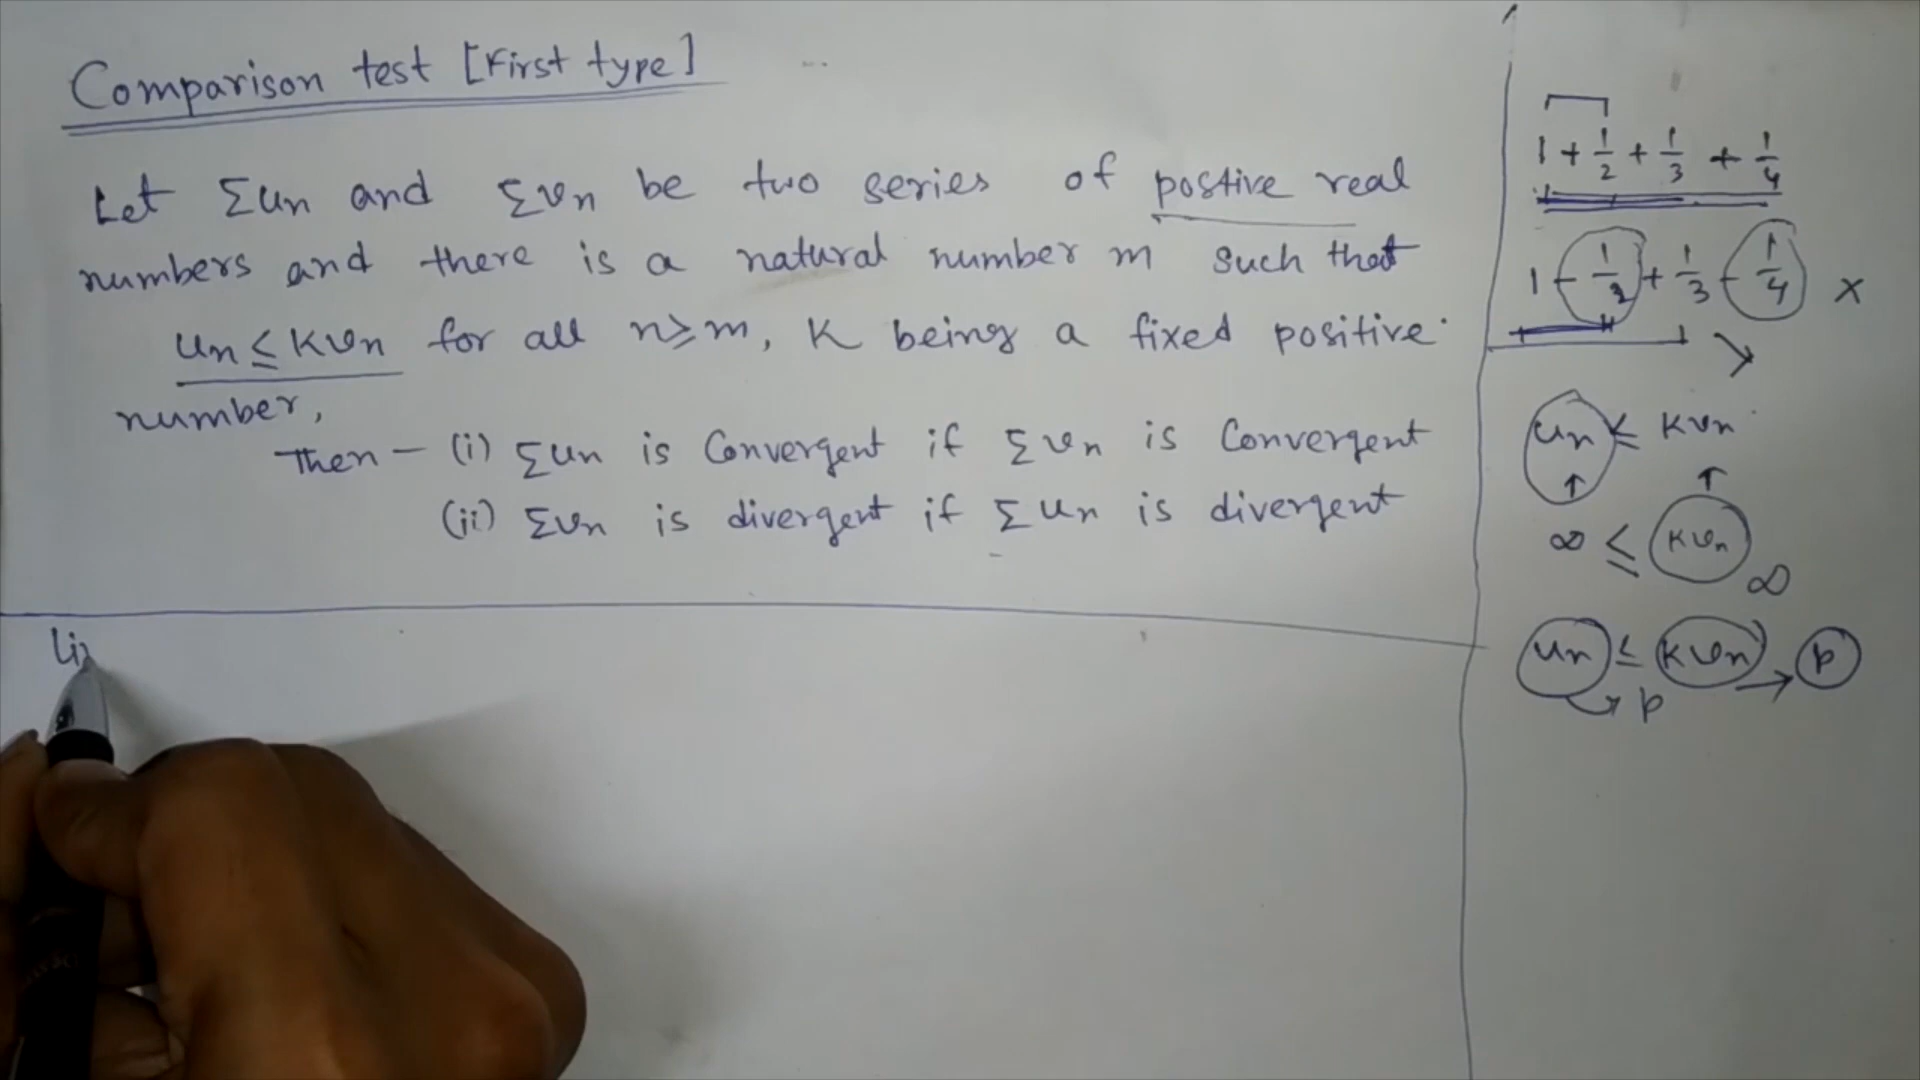 Comparison test [First type]
Let Σun and Σvn be two series of postive real
numbers and there is a natural number m such that
un ≤ kvn for all n ≥ m, K being a fixed positive
number,
Then – (i) Σun is Convergent if Σvn is Convergent
(ii) Σvn is divergent if Σun is divergent
Li
1 + 1/2 + 1/3 + 1/4
1 - 1/2 + 1/3 - 1/4 x
un ≤ kvn
∞ ≤ kvn
∞
un ≤ kvn → p
p